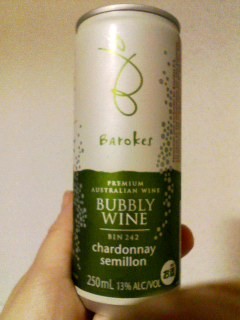 Barokes
PREMIUM
AUSTRALIAN WINE
BUBBLY
WINE
BIN 242
chardonnay
semillon
250mL 13% ALC/VOL